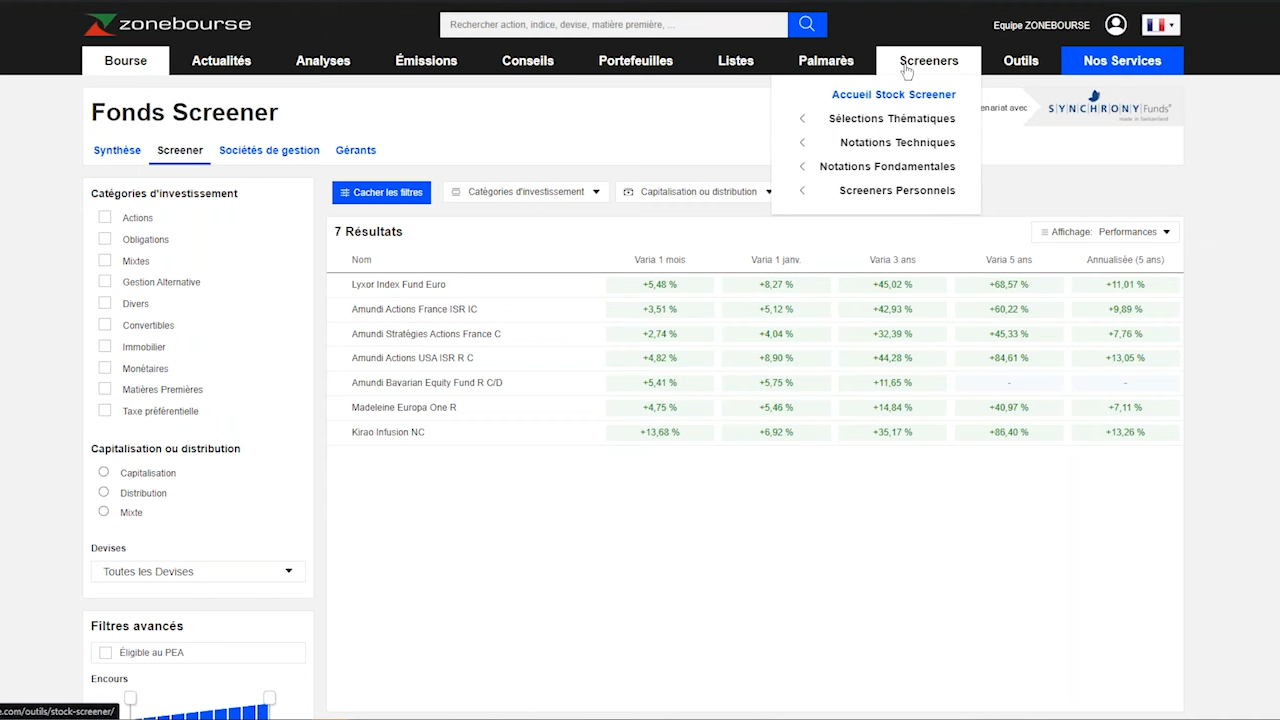 zonebourse
Rechercher action, indice, devise, matière première, ...
Equipe ZONEBOURSE
Bourse Actualités Analyses Émissions Conseils Portefeuilles Listes Palmarès Screeners Outils Nos Services
Accueil Stock Screener
Sélections Thématiques
Notations Techniques
Notations Fondamentales
Screeners Personnels
Fonds Screener
enariat avec
SYNCHRONY Funds®
made in Switzerland
Synthèse Screener Sociétés de gestion Gérants
Catégories d'investissement
Actions
Obligations
Mixtes
Gestion Alternative
Divers
Convertibles
Immobilier
Monétaires
Matières Premières
Taxe préférentielle
Capitalisation ou distribution
Capitalisation
Distribution
Mixte
Devises
Toutes les Devises
Filtres avancés
Éligible au PEA
Encours
Cacher les filtres Catégories d'investissement Capitalisation ou distribution
7 Résultats Affichage: Performances
Nom Varia 1 mois Varia 1 janv. Varia 3 ans Varia 5 ans Annualisée (5 ans)
Lyxor Index Fund Euro +5,48 % +8,27 % +45,02 % +68,57 % +11,01 %
Amundi Actions France ISR IC +3,51 % +5,12 % +42,93 % +60,22 % +9,89 %
Amundi Stratégies Actions France C +2,74 % +4,04 % +32,39 % +45,33 % +7,76 %
Amundi Actions USA ISR R C +4,82 % +8,90 % +44,28 % +84,61 % +13,05 %
Amundi Bavarian Equity Fund R C/D +5,41 % +5,75 % +11,65 % - -
Madeleine Europa One R +4,75 % +5,46 % +14,84 % +40,97 % +7,11 %
Kirao Infusion NC +13,68 % +6,92 % +35,17 % +86,40 % +13,26 %
e.com/outils/stock-screener/